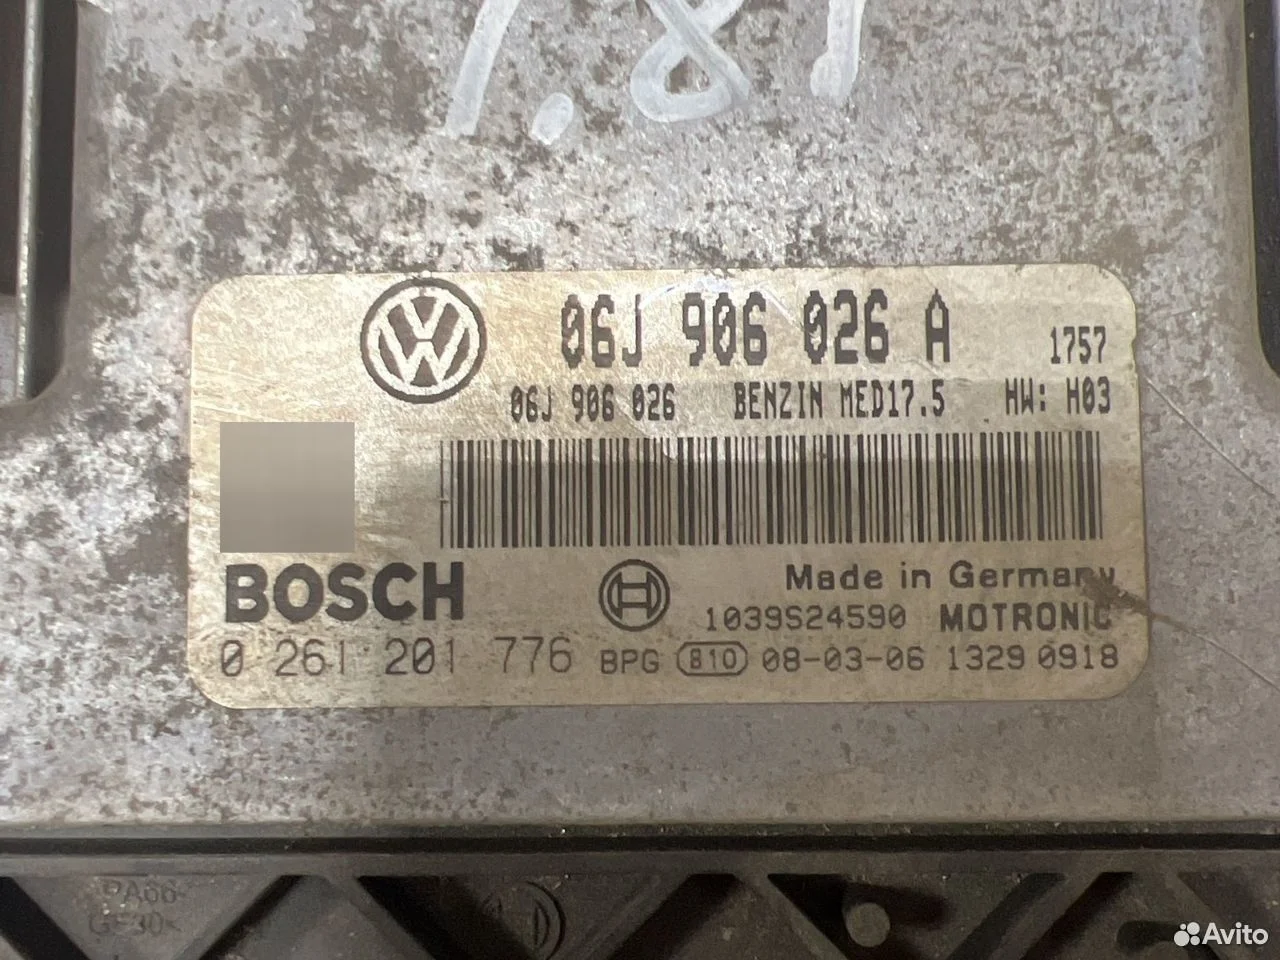 1.8T
06J 906 026 A 1757
06J 906 026 BENZIN MED17.5 HW: H03
BOSCH
Made in Germany
1039S24590 MOTRONIC
0 261 201 776 BPG 810 08-03-06 1329 0918
PA66-
GF30<
Avito